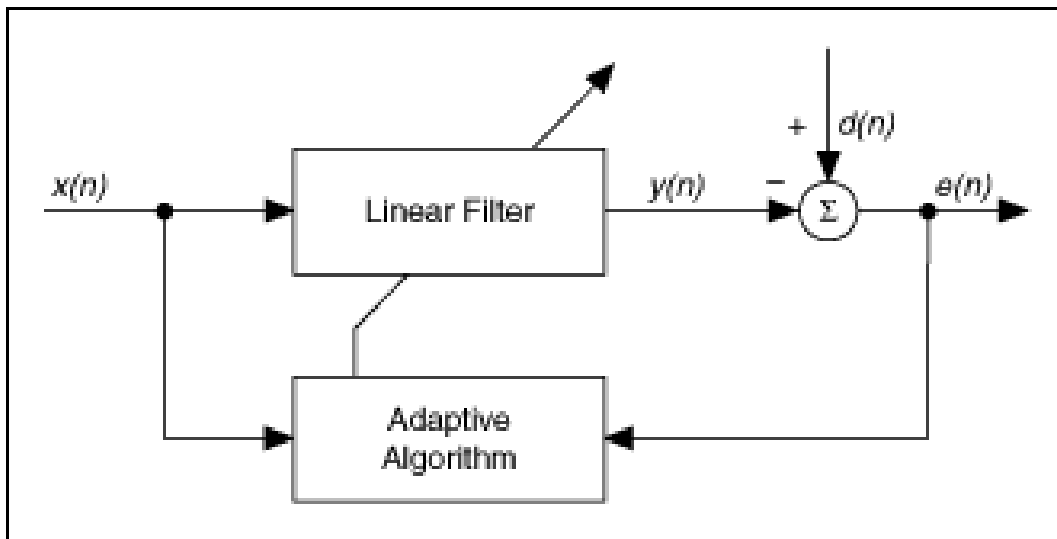 +
d(n)
x(n)
Linear Filter
y(n)
−
Σ
e(n)
Adaptive
Algorithm